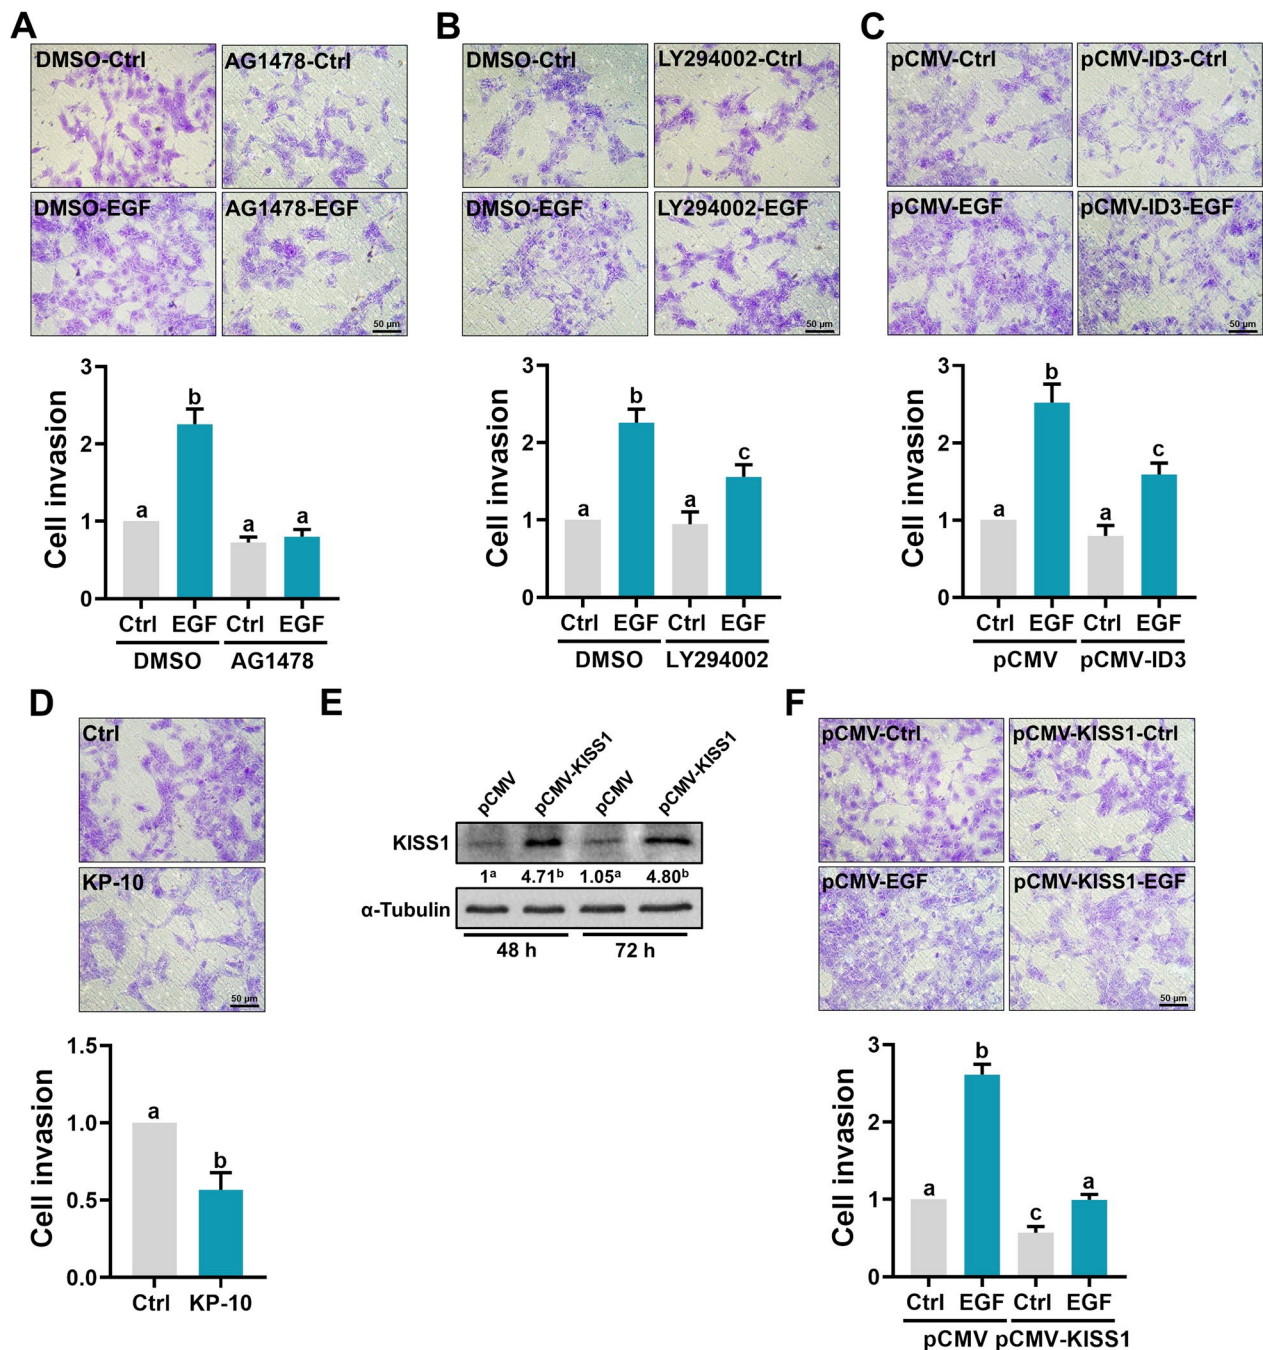 A
DMSO-Ctrl
AG1478-Ctrl
DMSO-EGF
AG1478-EGF
50 µm
3
2
1
0
Cell invasion
a
b
a
a
Ctrl EGF Ctrl EGF
DMSO AG1478
B
DMSO-Ctrl
LY294002-Ctrl
DMSO-EGF
LY294002-EGF
50 µm
3
2
1
0
Cell invasion
a
b
a
c
Ctrl EGF Ctrl EGF
DMSO LY294002
C
pCMV-Ctrl
pCMV-ID3-Ctrl
pCMV-EGF
pCMV-ID3-EGF
50 µm
3
2
1
0
Cell invasion
a
b
a
c
Ctrl EGF Ctrl EGF
pCMV pCMV-ID3
D
Ctrl
KP-10
50 µm
1.5
1.0
0.5
0.0
Cell invasion
a
b
Ctrl KP-10
E
pCMV
pCMV-KISS1
pCMV
pCMV-KISS1
KISS1
1ᵃ 4.71ᵇ 1.05ᵃ 4.80ᵇ
α-Tubulin
48 h 72 h
F
pCMV-Ctrl
pCMV-KISS1-Ctrl
pCMV-EGF
pCMV-KISS1-EGF
50 µm
3
2
1
0
Cell invasion
a
b
c
a
Ctrl EGF Ctrl EGF
pCMV pCMV-KISS1